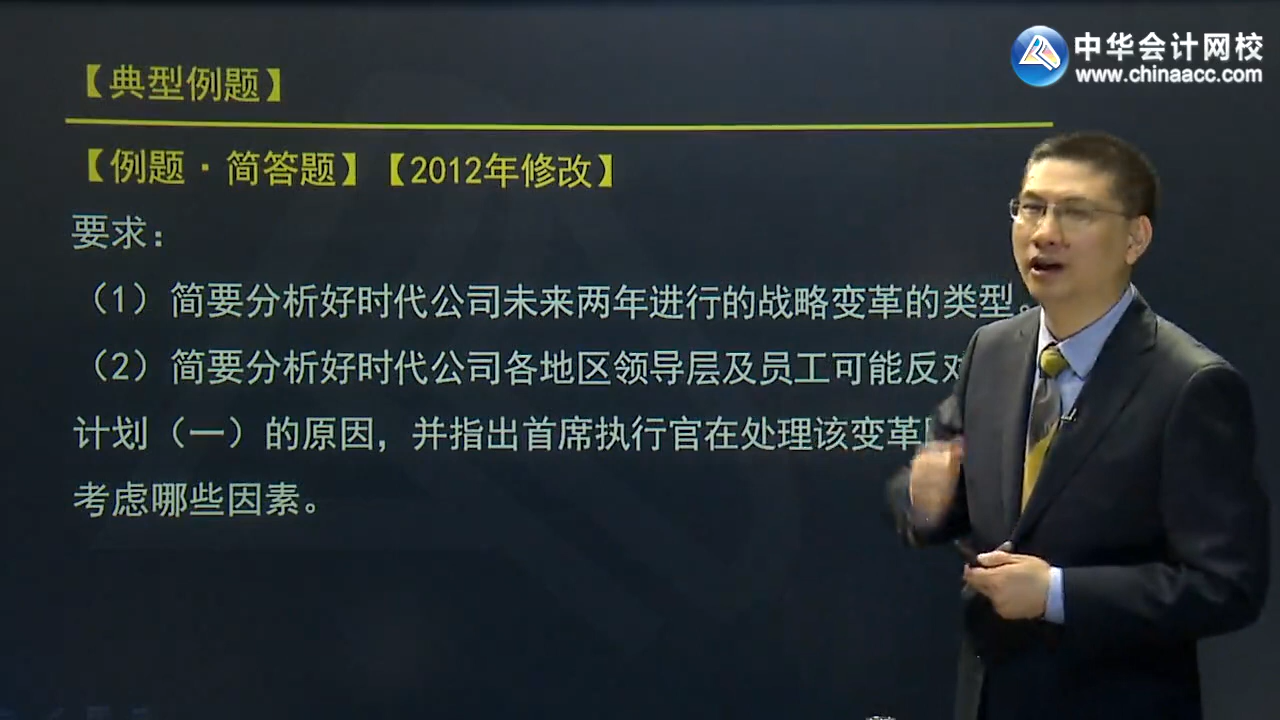 中华会计网校
www.chinaacc.com
【典型例题】
【例题·简答题】【2012年修改】
要求：
（1）简要分析好时代公司未来两年进行的战略变革的类型。
（2）简要分析好时代公司各地区领导层及员工可能反对
计划（一）的原因，并指出首席执行官在处理该变革
考虑哪些因素。